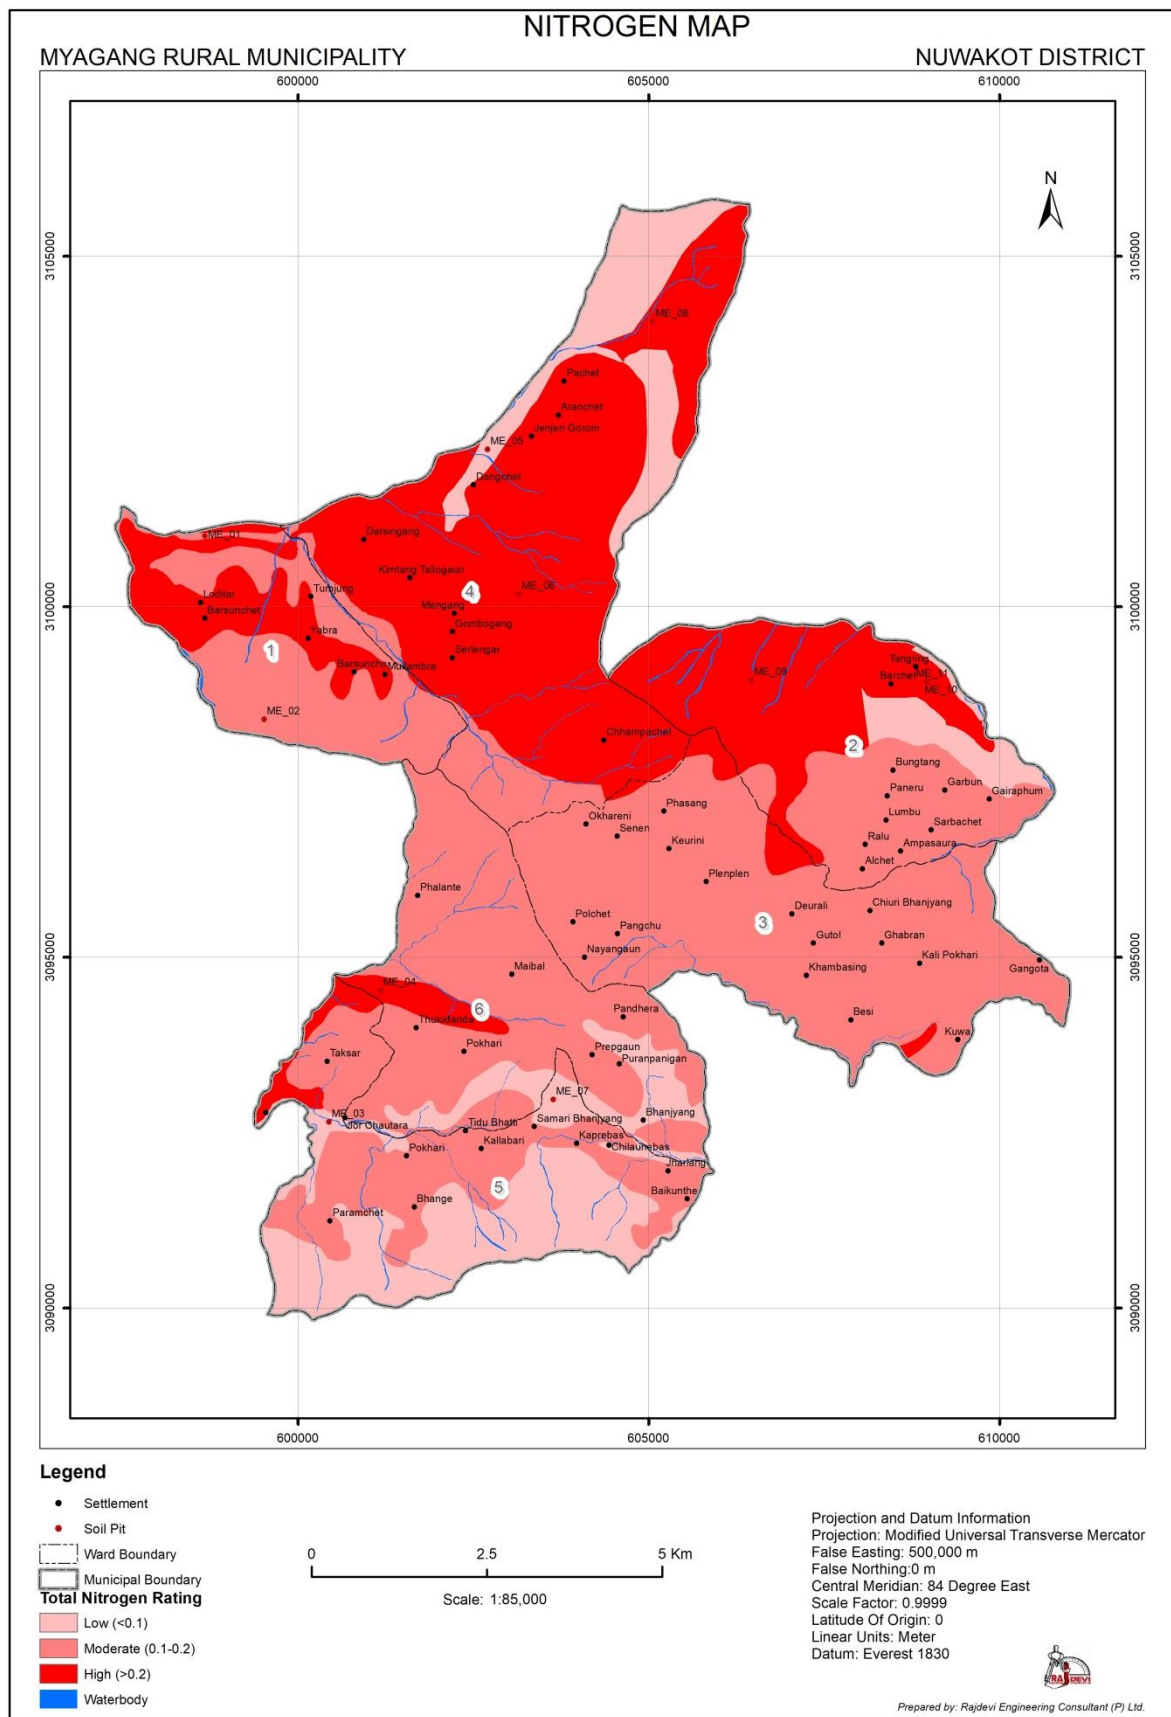 NITROGEN MAP
MYAGANG RURAL MUNICIPALITY
NUWAKOT DISTRICT
600000
605000
610000
N
3105000
3105000
ME_08
Pachet
Aranchet
Jenjen Gorom
ME_05
Dangchet
ME_01
Darsingang
Kimtang Tallogaun
4
ME_06
Tumjung
Loditar
Mengang
3100000
3100000
Barsunchet
Gombogang
Yabra
1
Serlengar
Barsuncho
Mullambra
Tangring
ME_09
ME_11
Barchet
ME_10
ME_02
Chhampachet
2
Bungtang
Paneru
Garbun
Gairaphum
Phasang
Okhareni
Lumbu
Senen
Sarbachet
Keurini
Ralu
Ampasaura
Alchet
Plenplen
Phalante
Deurali
Chiuri Bhanjyang
Polchet
3
Pangchu
Gutol
Ghabran
Nayangaun
Kali Pokhari
3095000
3095000
Maibal
Khambasing
Gangota
ME_04
6
Pandhera
Besi
Thulodanda
Kuwa
Pokhari
Prepgaun
Taksar
Puranpanigan
ME_07
ME_03
Jor Chautara
Tidu Bhatti
Samari Bhanjyang
Bhanjyang
Kallabari
Kaprebas
Chilaunebas
Pokhari
Jharlang
5
Baikunthe
Bhange
Paramchet
3090000
3090000
600000
605000
610000
Legend
Settlement
Soil Pit
Ward Boundary
Municipal Boundary
Total Nitrogen Rating
Low (<0.1)
Moderate (0.1-0.2)
High (>0.2)
Waterbody
0
2.5
5 Km
Scale: 1:85,000
Projection and Datum Information
Projection: Modified Universal Transverse Mercator
False Easting: 500,000 m
False Northing:0 m
Central Meridian: 84 Degree East
Scale Factor: 0.9999
Latitude Of Origin: 0
Linear Units: Meter
Datum: Everest 1830
Prepared by: Rajdevi Engineering Consultant (P) Ltd.